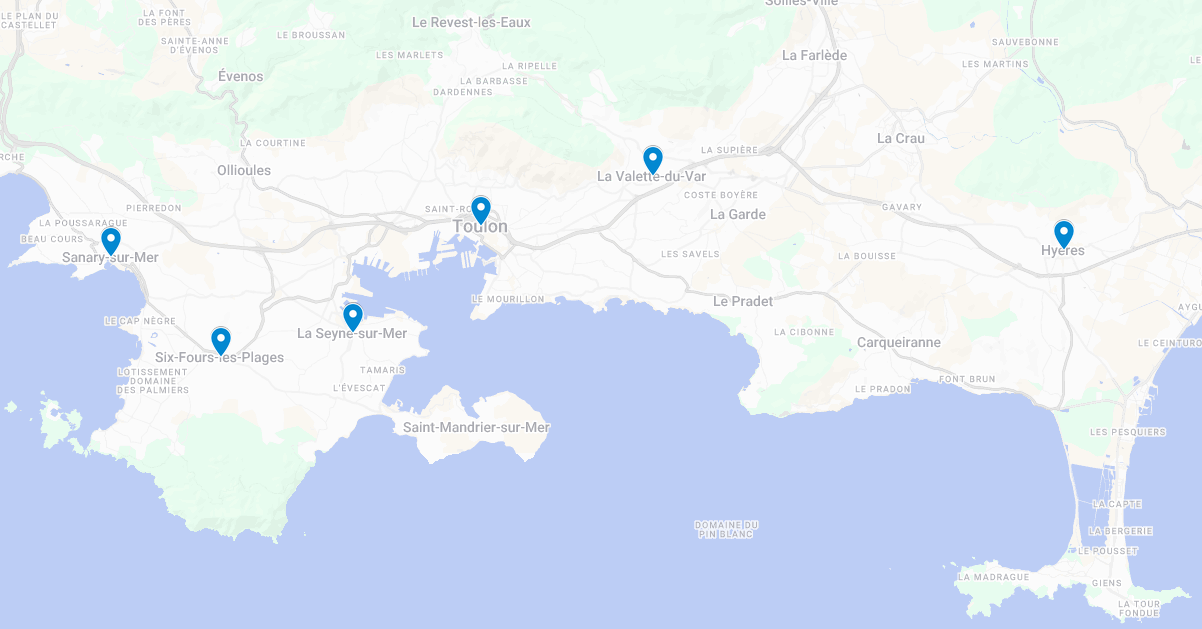 Solliès-Ville
LE PLAN DU
CASTELLET
LA FONT
DES PÈRES
Le Revest-les-Eaux
LE BROUSSAN
SAINTE-ANNE
D'ÉVENOS
LES MARLETS
La Farlède
SAUVEBONNE
LES MARTINS
Évenos
LA RIPELLE
LA BARBASSE
DARDENNES
LA COURTINE
La Crau
LA SUPIÈRE
Ollioules
La Valette-du-Var
COSTE BOYÈRE
PIERREDON
SAINT-RO
GAVARY
LA POUSSARAGUE
La Garde
Toulon
BEAU COURS
Sanary-sur-Mer
LES SAVELS
LA BOUISSE
Hyères
LE MOURILLON
Le Pradet
LE CAP NÈGRE
La Seyne-sur-Mer
LA CIBONNE
Carqueiranne
LE CEINTURO
Six-Fours-les-Plages
LOTISSEMENT
DOMAINE
DES PALMIERS
TAMARIS
L'ÉVESCAT
LE PRADON
FONT BRUN
Saint-Mandrier-sur-Mer
LES PESQUIERS
LA CAPTE
DOMAINE DU
PIN BLANC
LA BERGERIE
LE POUSSET
LA MADRAGUE
GIENS
LA TOUR
FONDUE